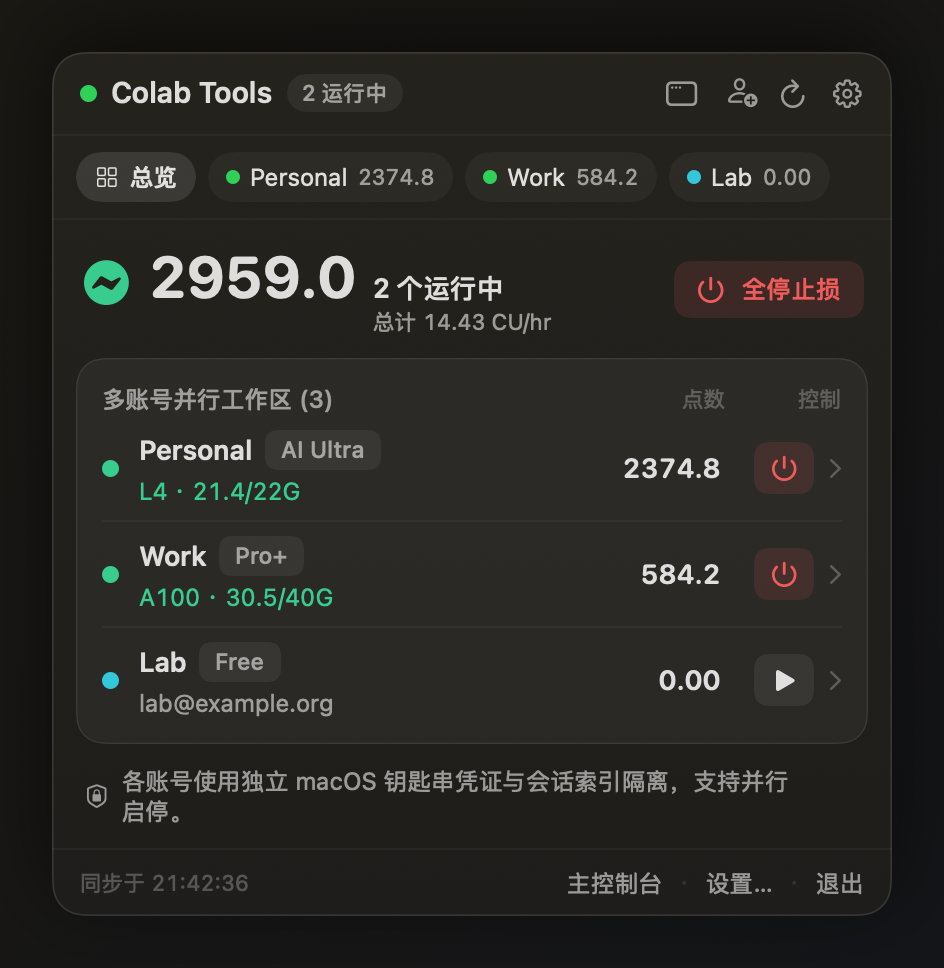 Colab Tools 2 运行中
总览 Personal 2374.8 Work 584.2 Lab 0.00
2959.0 2 个运行中 全停止损
总计 14.43 CU/hr
多账号并行工作区 (3) 点数 控制
Personal AI Ultra 2374.8
L4 · 21.4/22G
Work Pro+ 584.2
A100 · 30.5/40G
Lab Free 0.00
lab@example.org
各账号使用独立 macOS 钥匙串凭证与会话索引隔离，支持并行
启停。
同步于 21:42:36 主控制台 · 设置... · 退出